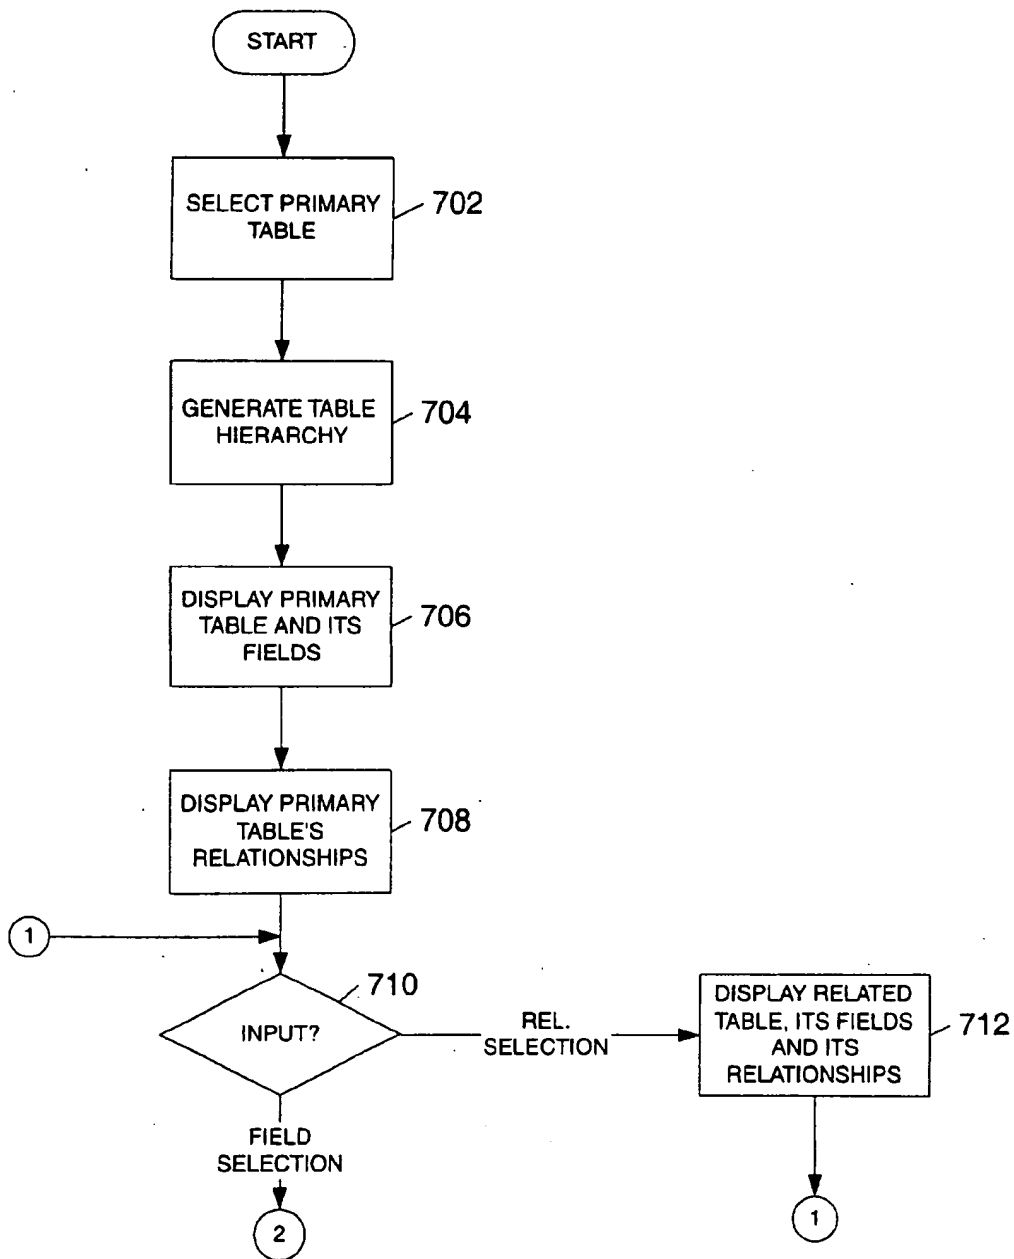 START
SELECT PRIMARY
TABLE
702
GENERATE TABLE
HIERARCHY
704
DISPLAY PRIMARY
TABLE AND ITS
FIELDS
706
DISPLAY PRIMARY
TABLE'S
RELATIONSHIPS
708
1
710
INPUT?
REL.
SELECTION
DISPLAY RELATED
TABLE, ITS FIELDS
AND ITS
RELATIONSHIPS
712
FIELD
SELECTION
2
1